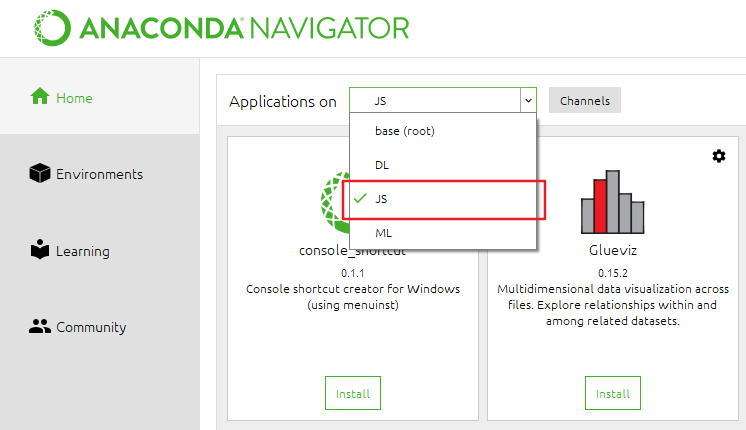 ANACONDA NAVIGATOR
Home
Environments
Learning
Community
Applications on
JS
Channels
base (root)
DL
JS
ML
console_shortcut
0.1.1
Console shortcut creator for Windows
(using menuinst)
Install
Glueviz
0.15.2
Multidimensional data visualization across
files. Explore relationships within and
among related datasets.
Install